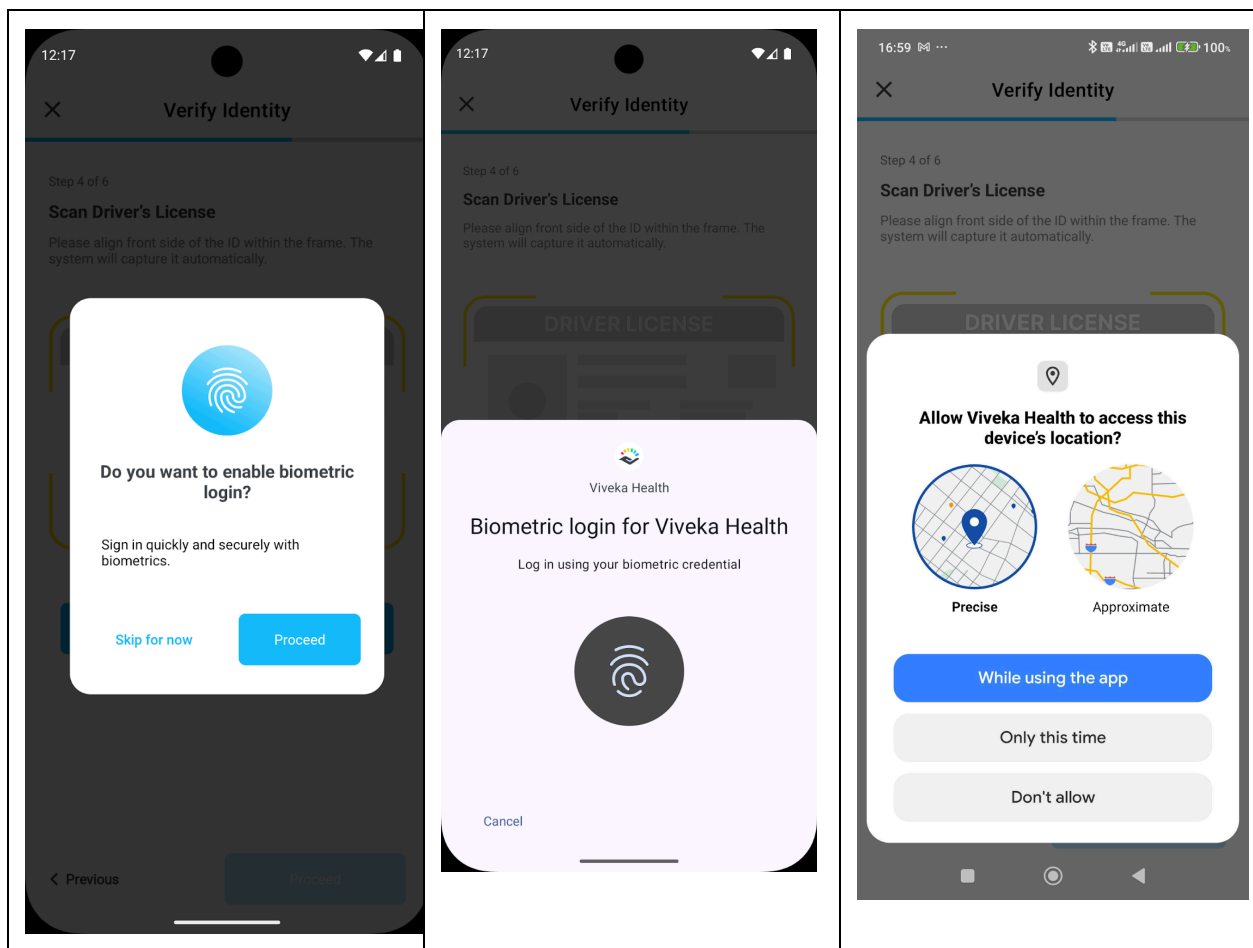 12:17
Verify Identity
Step 4 of 6
Scan Driver's License
Please align front side of the ID within the frame. The
system will capture it automatically.
Do you want to enable biometric
login?
Sign in quickly and securely with
biometrics.
Skip for now
Proceed
Previous
Proceed
12:17
Verify Identity
Step 4 of 6
Scan Driver's License
Please align front side of the ID within the frame. The
system will capture it automatically.
DRIVER LICENSE
Viveka Health
Biometric login for Viveka Health
Log in using your biometric credential
Cancel
16:59
100%
Verify Identity
Step 4 of 6
Scan Driver's License
Please align front side of the ID within the frame. The
system will capture it automatically.
DRIVER LICENSE
Allow Viveka Health to access this
device's location?
Precise
Approximate
While using the app
Only this time
Don't allow